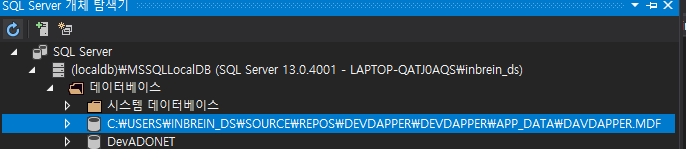 SQL Server 개체 탐색기
SQL Server
(localdb)₩MSSQLLocalDB (SQL Server 13.0.4001 - LAPTOP-QATJ0AQS₩inbrein_ds)
데이터베이스
시스템 데이터베이스
C:₩USERS₩INBREIN_DS₩SOURCE₩REPOS₩DEVDAPPER₩DEVDAPPER₩APP_DATA₩DAVDAPPER.MDF
DevADONET